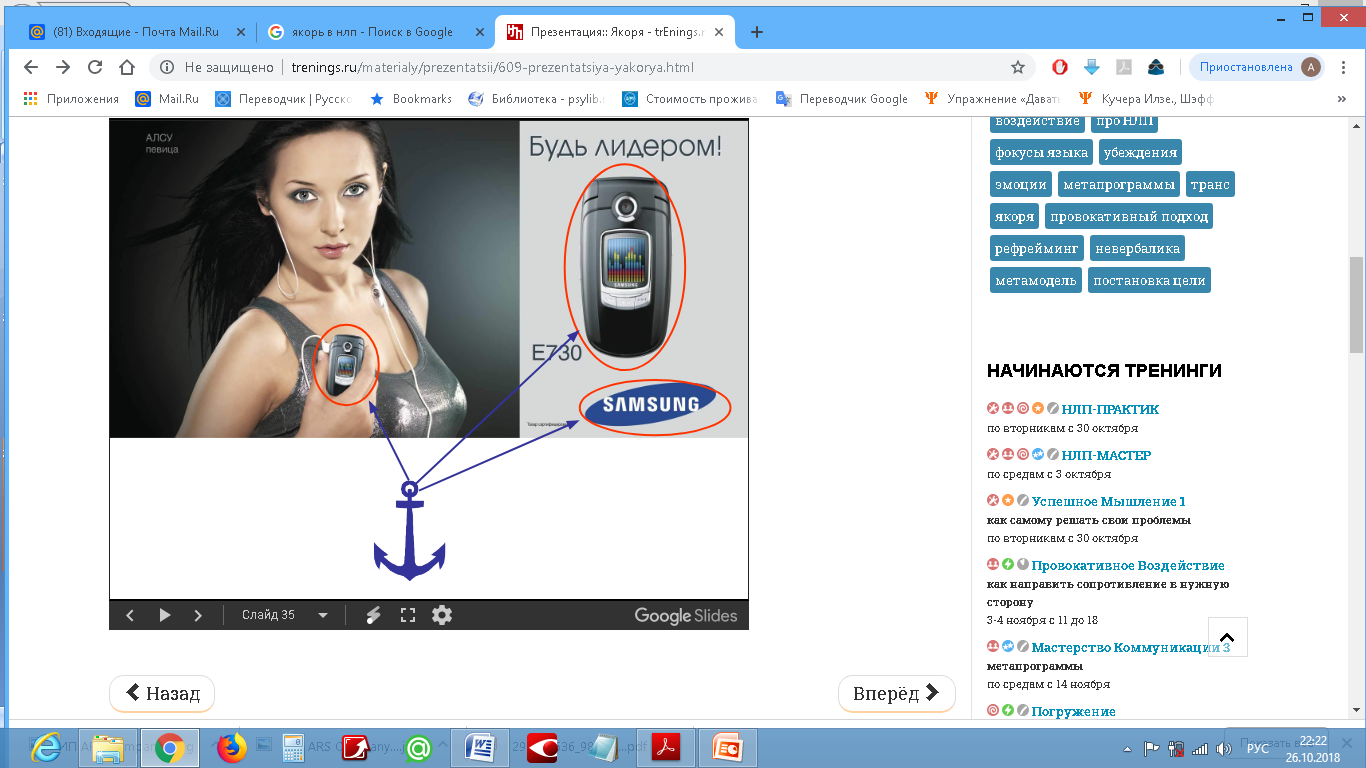 (81) Входящие - Почта Mail.Ru
якорь в нлп - Поиск в Google
Презентация:: Якоря - trEnings.r
Не защищено
trenings.ru/materialy/prezentatsii/609-prezentatsiya-yakorya.html
Приостановлена
А
Приложения
Mail.Ru
Переводчик | Русско
Bookmarks
Библиотека - psylib.
Стоимость прожива
Переводчик Google
Упражнение «Давать
Кучера Илзе., Шэфф
АЛСУ
певица
Будь лидером!
SAMSUNG
E730
SAMSUNG
Слайд 35
Google Slides
Назад
Вперёд
воздействие
про НЛП
фокусы языка
убеждения
эмоции
метапрограммы
транс
якоря
провокативный подход
рефрейминг
невербалика
метамодель
постановка цели
НАЧИНАЮТСЯ ТРЕНИНГИ
НЛП-ПРАКТИК
по вторникам с 30 октября
НЛП-МАСТЕР
по средам с 3 октября
Успешное Мышление 1
как самому решать свои проблемы
по вторникам с 30 октября
Провокативное Воздействие
как направить сопротивление в нужную
сторону
3-4 ноября с 11 до 18
Мастерство Коммуникации 3
метапрограммы
по средам с 14 ноября
Погружение
РУС
22:22
26.10.2018